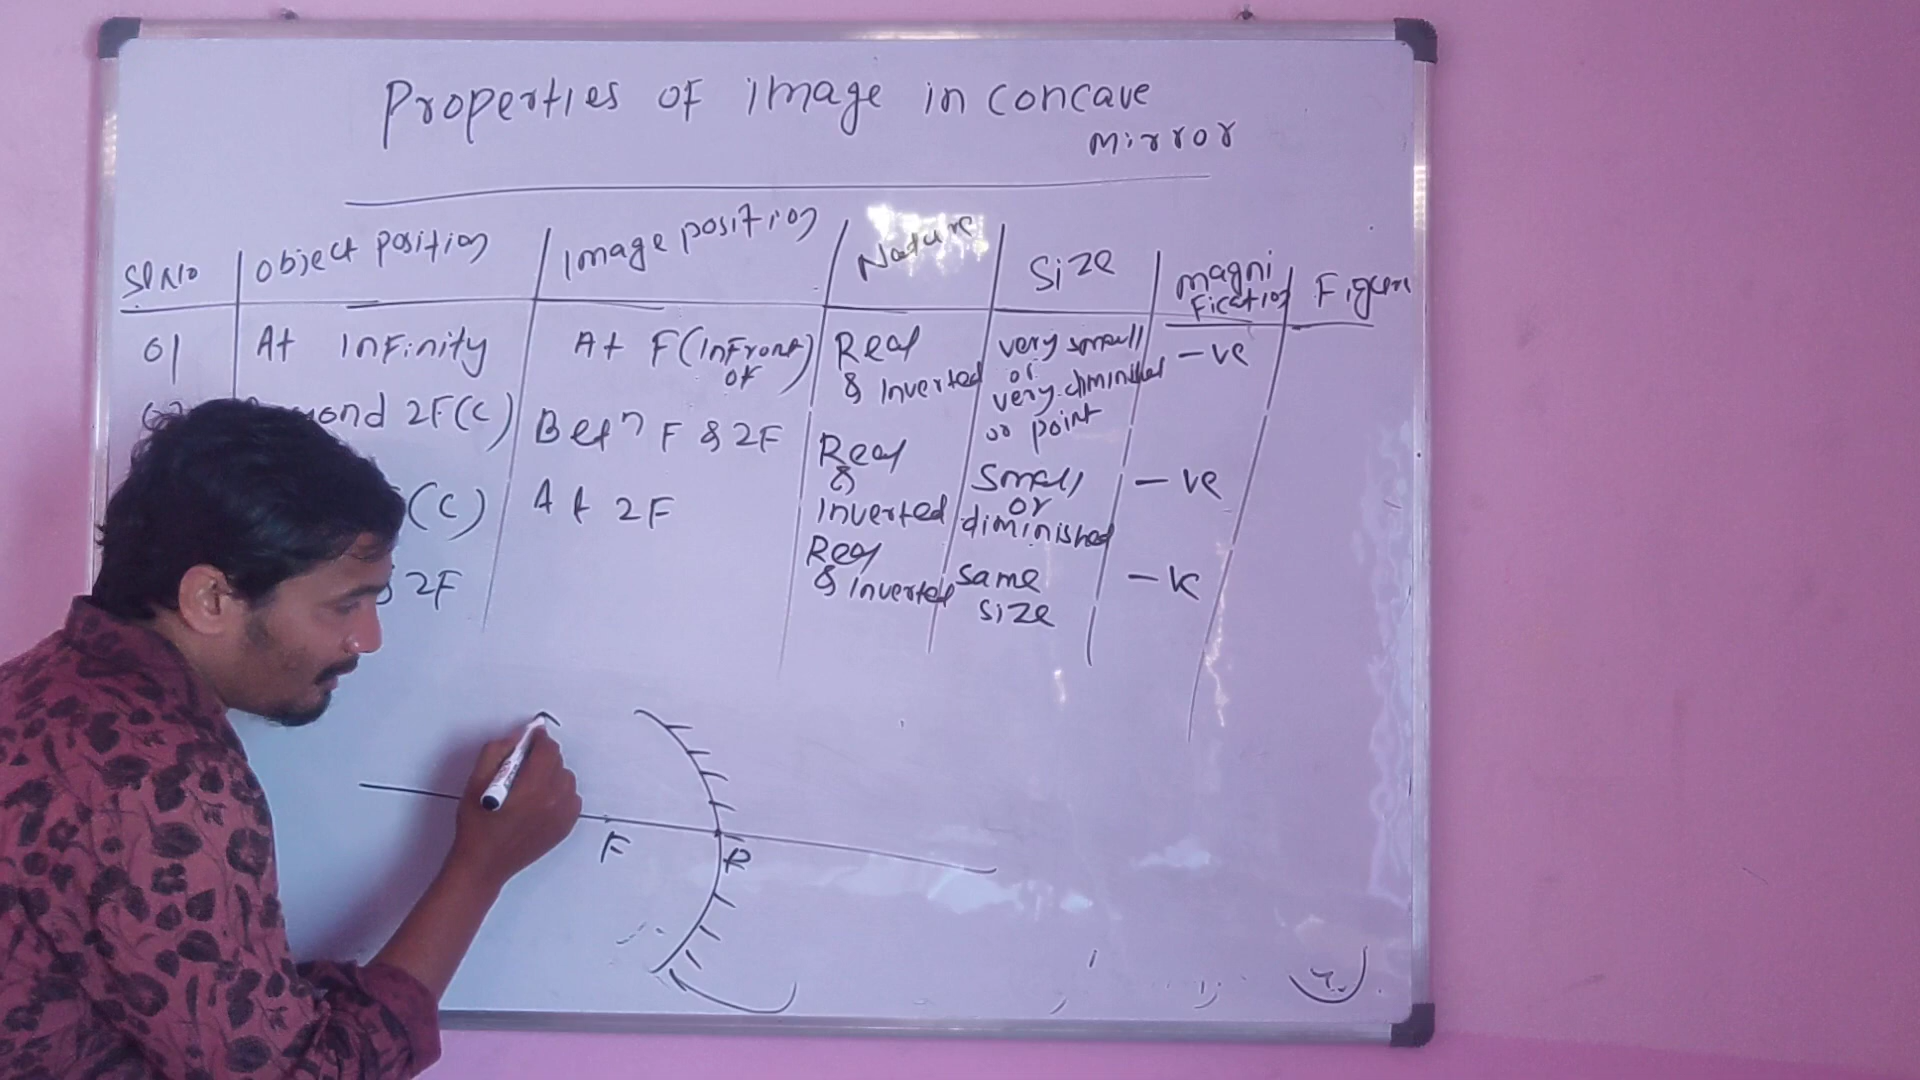 Properties of image in concave
mirror
Sl No Object position Image position Nature Size magni
fication Figure
01 At Infinity At F (Infront of) Real & Inverted very small or very diminished or point -ve
Beyond 2F(C) Betn F & 2F Real & Inverted Small or diminished -ve
(C) At 2F Real & Inverted Same size -ve
2F
F